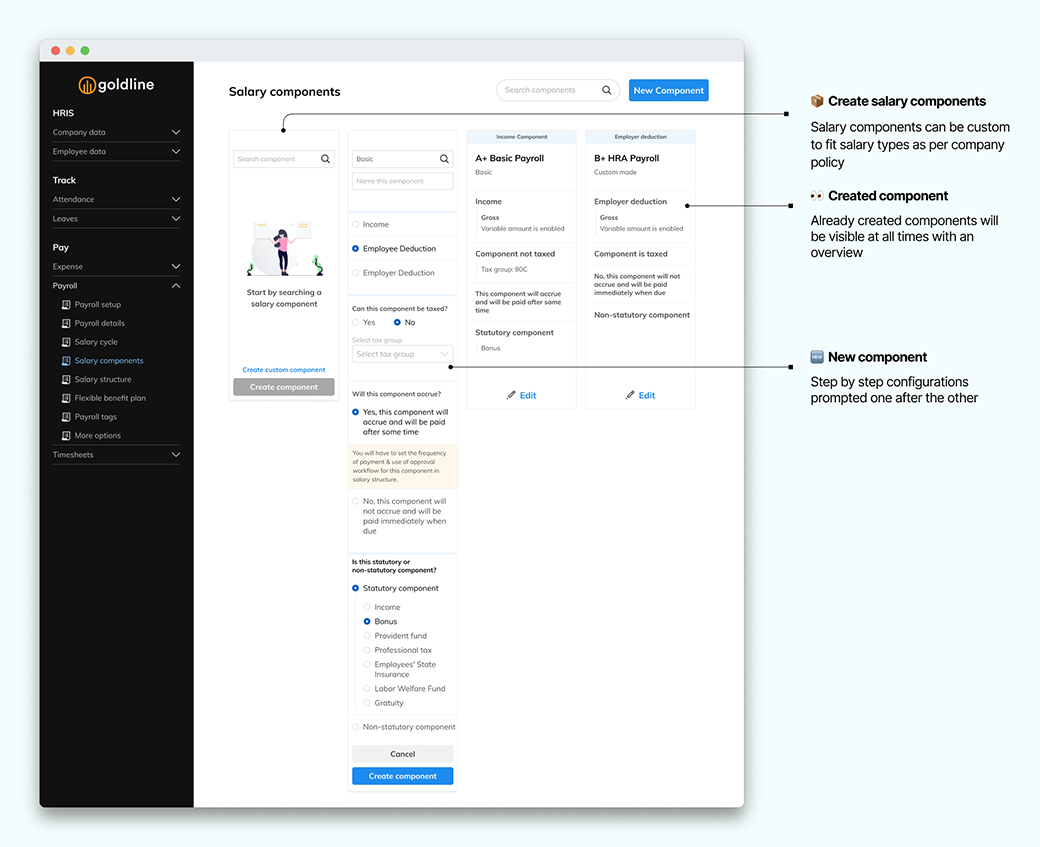 goldline
HRIS
Company data
Employee data
Track
Attendance
Leaves
Pay
Expense
Payroll
Payroll setup
Payroll details
Salary cycle
Salary components
Salary structure
Flexible benefit plan
Payroll tags
More options
Timesheets
Salary components
Search components
New Component
Search component
Start by searching a
salary component
Create custom component
Create component
Basic
Name this component
Income
Employee Deduction
Employer Deduction
Can this component be taxed?
Yes
No
Select tax group
Select tax group
Will this component accrue?
Yes, this component will
accrue and will be paid
after some time
You will have to set the frequency
of payment & use of approval
workflow for this component in
salary structure.
No, this component will
not accrue and will be
paid immediately when
due
Is this statutory or
non-statutory component?
Statutory component
Income
Bonus
Provident fund
Professional tax
Employees' State
Insurance
Labor Welfare Fund
Gratuity
Non-statutory component
Cancel
Create component
Income Component
A+ Basic Payroll
Basic
Income
Gross
Variable amount is enabled
Component not taxed
Tax group: 80C
This component will accrue
and will be paid after some
time
Statutory component
Bonus
Edit
Employer deduction
B+ HRA Payroll
Custom made
Employer deduction
Gross
Variable amount is enabled
Component is taxed
No, this component will not
accrue and will be paid
immediately when due
Non-statutory component
Edit
Create salary components
Salary components can be custom
to fit salary types as per company
policy
Created component
Already created components will
be visible at all times with an
overview
NEW
New component
Step by step configurations
prompted one after the other